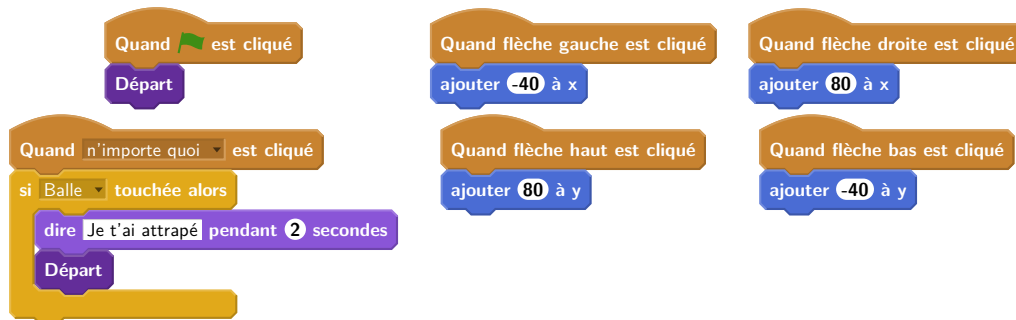 Quand est cliqué
Départ
Quand flèche gauche est cliqué
ajouter -40 à x
Quand flèche droite est cliqué
ajouter 80 à x
Quand n'importe quoi est cliqué
si Balle touchée alors
dire Je t'ai attrapé pendant 2 secondes
Départ
Quand flèche haut est cliqué
ajouter 80 à y
Quand flèche bas est cliqué
ajouter -40 à y